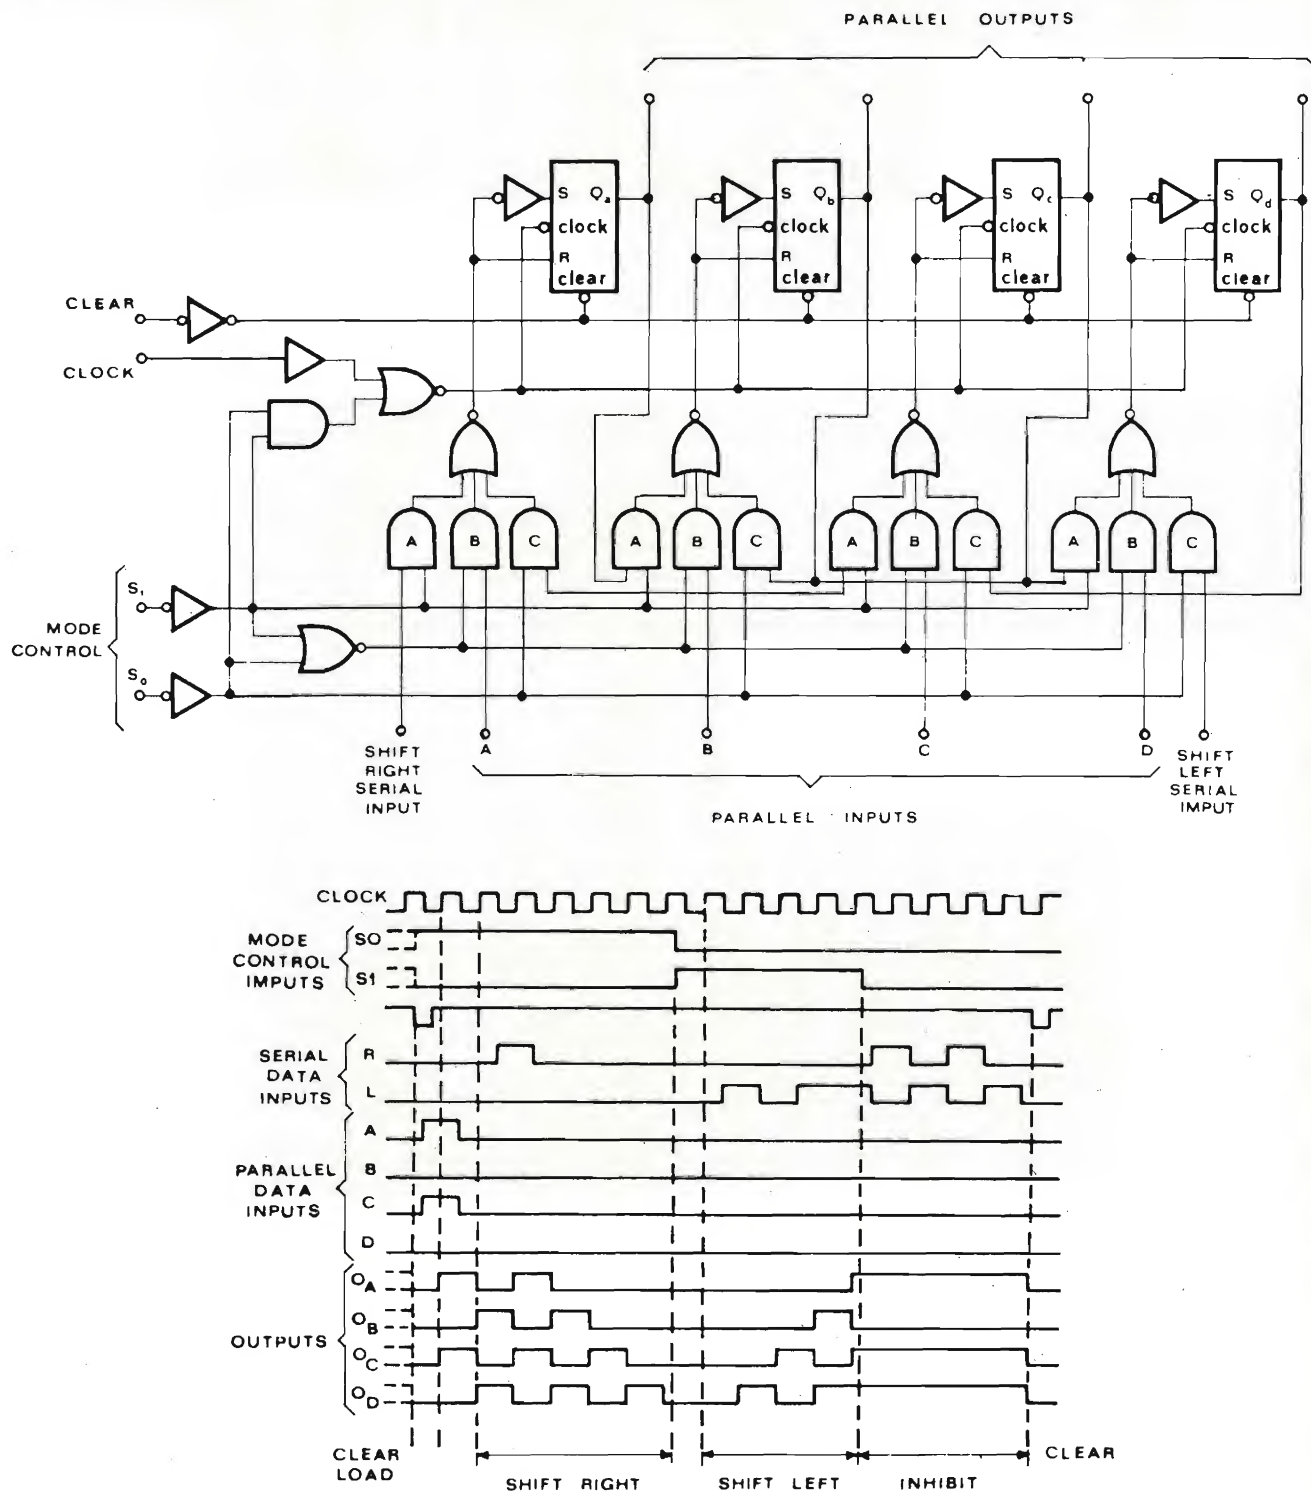 PARALLEL OUTPUTS
S Qa
clock
R
clear
S Qb
clock
R
clear
S Qc
clock
R
clear
S Qd
clock
R
clear
CLEAR
CLOCK
A B C
A B C
A B C
A B C
S1
MODE
CONTROL
S0
SHIFT
RIGHT
SERIAL
INPUT
A
B
C
D
SHIFT
LEFT
SERIAL
IMPUT
PARALLEL INPUTS
CLOCK
MODE
CONTROL
IMPUTS
S0
S1
SERIAL
DATA
INPUTS
R
L
PARALLEL
DATA
INPUTS
A
B
C
D
OUTPUTS
OA
OB
OC
OD
CLEAR
LOAD
SHIFT RIGHT
SHIFT LEFT
INHIBIT
CLEAR